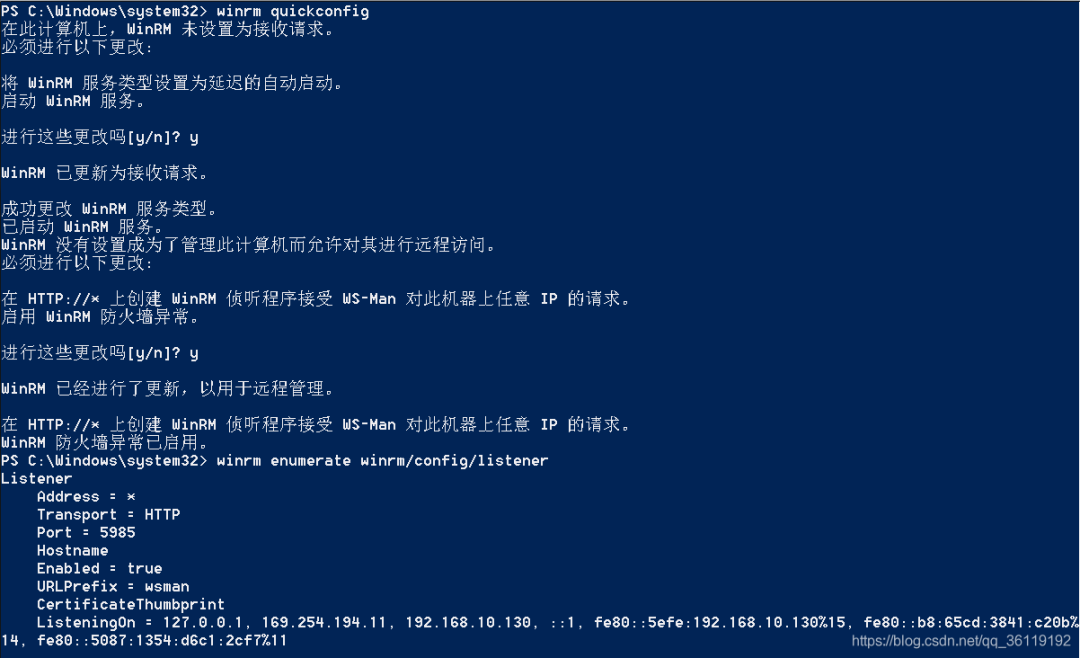 PS C:\Windows\system32> winrm quickconfig
在此计算机上，WinRM 未设置为接收请求。
必须进行以下更改:
将 WinRM 服务类型设置为延迟的自动启动。
启动 WinRM 服务。
进行这些更改吗[y/n]? y
WinRM 已更新为接收请求。
成功更改 WinRM 服务类型。
已启动 WinRM 服务。
WinRM 没有设置成为了管理此计算机而允许对其进行远程访问。
必须进行以下更改:
在 HTTP://* 上创建 WinRM 侦听程序接受 WS-Man 对此机器上任意 IP 的请求。
启用 WinRM 防火墙异常。
进行这些更改吗[y/n]? y
WinRM 已经进行了更新，以用于远程管理。
在 HTTP://* 上创建 WinRM 侦听程序接受 WS-Man 对此机器上任意 IP 的请求。
WinRM 防火墙异常已启用。
PS C:\Windows\system32> winrm enumerate winrm/config/listener
Listener
    Address = *
    Transport = HTTP
    Port = 5985
    Hostname
    Enabled = true
    URLPrefix = wsman
    CertificateThumbprint
    ListeningOn = 127.0.0.1, 169.254.194.11, 192.168.10.130, ::1, fe80::5efe:192.168.10.130%15, fe80::b8:65cd:3841:c20b%
14, fe80::5087:1354:d6c1:2cf7%11
https://blog.csdn.net/qq_36119192